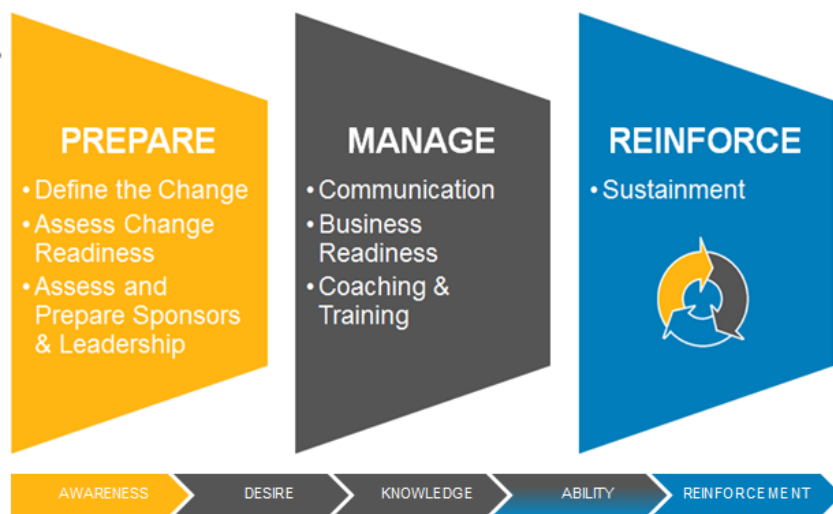 PREPARE
• Define the Change
• Assess Change
Readiness
• Assess and
Prepare Sponsors
& Leadership
MANAGE
• Communication
• Business
Readiness
• Coaching &
Training
REINFORCE
• Sustainment
AWARENESS
DESIRE
KNOWLEDGE
ABILITY
REINFORCEMENT